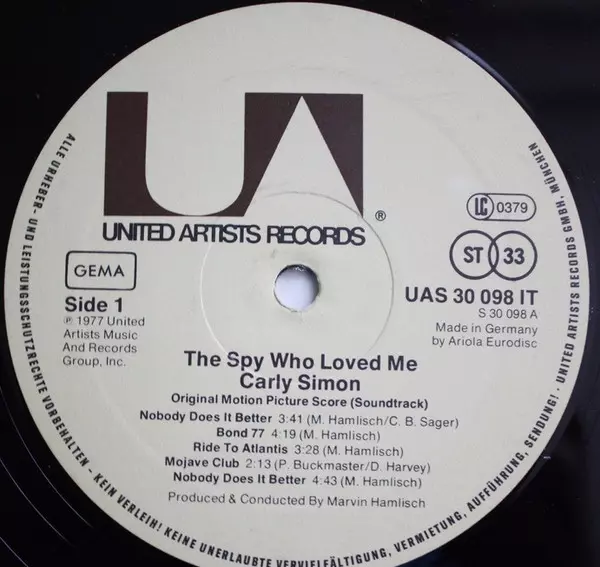 UA
®
UNITED ARTISTS RECORDS
LC 0379
GEMA
ST 33
Side 1
℗ 1977 United
Artists Music
And Records
Group, Inc.
UAS 30 098 IT
S 30 098 A
Made in Germany
by Ariola Eurodisc
The Spy Who Loved Me
Carly Simon
Original Motion Picture Score (Soundtrack)
Nobody Does It Better 3:41 (M. Hamlisch/C. B. Sager)
Bond 77 4:19 (M. Hamlisch)
Ride To Atlantis 3:28 (M. Hamlisch)
Mojave Club 2:13 (P. Buckmaster/D. Harvey)
Nobody Does It Better 4:43 (M. Hamlisch)
Produced & Conducted By Marvin Hamlisch
ALLE URHEBER- UND LEISTUNGSSCHUTZRECHTE VORBEHALTEN - KEIN VERLEIH! KEINE UNERLAUBTE VERVIELFÄLTIGUNG, VERMIETUNG, AUFFÜHRUNG, SENDUNG! · UNITED ARTISTS RECORDS GMBH, MÜNCHEN